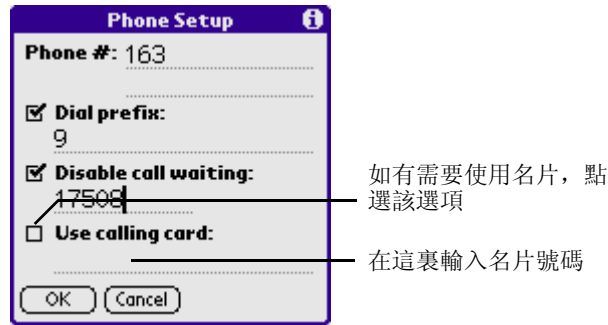 Phone Setup
Phone #: 163
Dial prefix:
9
Disable call waiting:
17508
Use calling card:
OK Cancel
如有需要使用名片，點
選該選項
在這裏輸入名片號碼